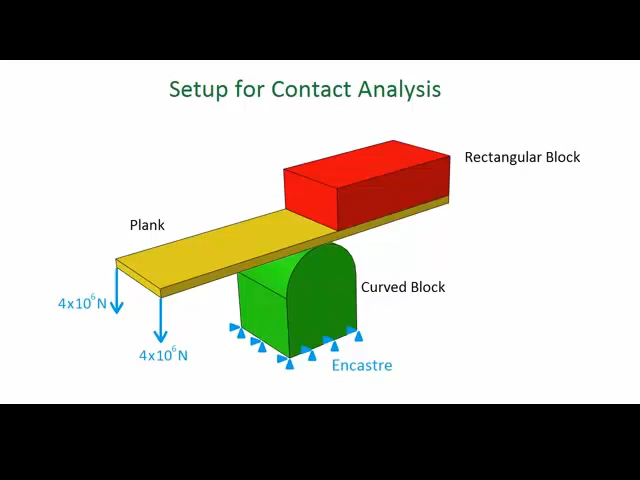 Setup for Contact Analysis
Rectangular Block
Plank
Curved Block
4x10⁶N
4x10⁶N
Encastre